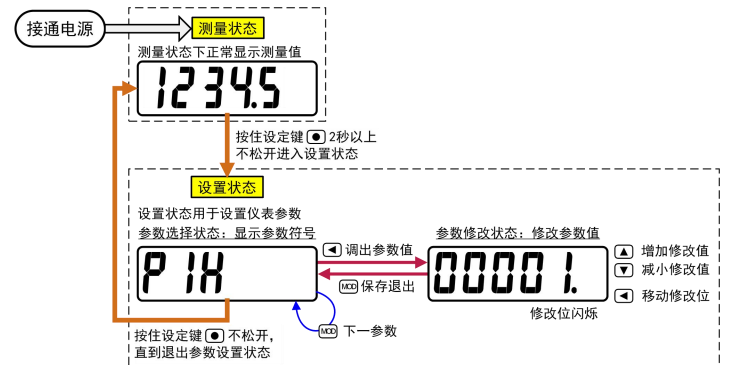 接通电源
测量状态
测量状态下正常显示测量值
1234.5
按住设定键 2秒以上
不松开进入设置状态
设置状态
设置状态用于设置仪表参数
参数选择状态：显示参数符号
参数修改状态：修改参数值
P1H
调出参数值
MOD 保存退出
00001.
增加修改值
减小修改值
移动修改位
修改位闪烁
MOD 下一参数
按住设定键 不松开，
直到退出参数设置状态